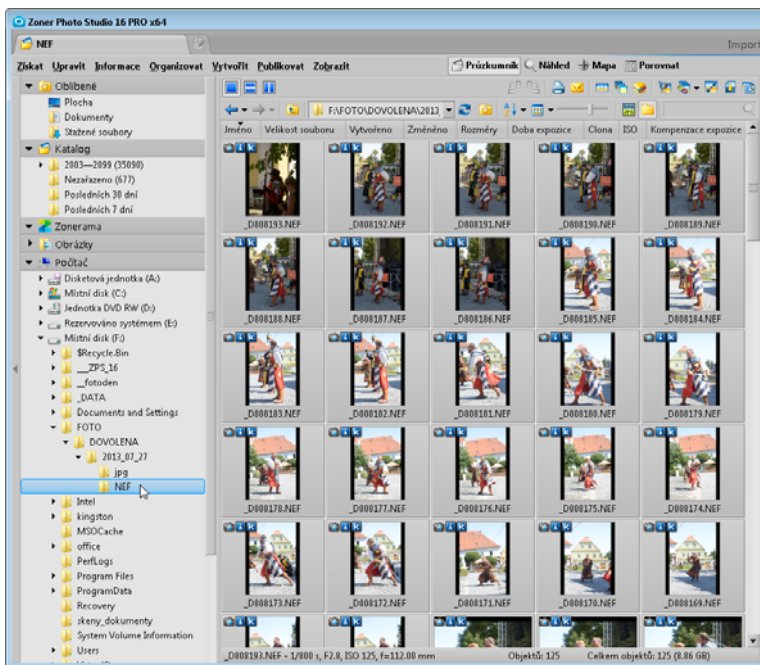 Zoner Photo Studio 16 PRO x64
NEF
Import
Získat Upravit Informace Organizovat Vytvořit Publikovat Zobrazit Průzkumník Náhled Mapa Porovnat
Oblíbené
Plocha
Dokumenty
Stažené soubory
Katalog
2003—2099 (35090)
Nezařazeno (677)
Posledních 30 dní
Posledních 7 dní
Zonerama
Obrázky
Počítač
Disketová jednotka (A:)
Místní disk (C:)
Jednotka DVD RW (D:)
Rezervováno systémem (E:)
Místní disk (F:)
$Recycle.Bin
__ZPS_16
__fotoden
_DATA
Documents and Settings
FOTO
DOVOLENA
2013_07_27
jpg
NEF
Intel
kingston
MSOCache
office
PerfLogs
Program Files
ProgramData
Recovery
skeny_dokumenty
System Volume Information
Users
F:\FOTO\DOVOLENA\2013_
Jméno Velikost souboru Vytvořeno Změněno Rozměry Doba expozice Clona ISO Kompenzace expozice
_D808193.NEF _D808192.NEF _D808191.NEF _D808190.NEF _D808189.NEF
_D808188.NEF _D808187.NEF _D808186.NEF _D808185.NEF _D808184.NEF
_D808183.NEF _D808182.NEF _D808181.NEF _D808180.NEF _D808179.NEF
_D808178.NEF _D808177.NEF _D808176.NEF _D808175.NEF _D808174.NEF
_D808173.NEF _D808172.NEF _D808171.NEF _D808170.NEF _D808169.NEF
_D808193.NEF - 1/800 s, F2.8, ISO 125, f=112.00 mm Objektů: 125 Celkem objektů: 125 (8.86 GB)